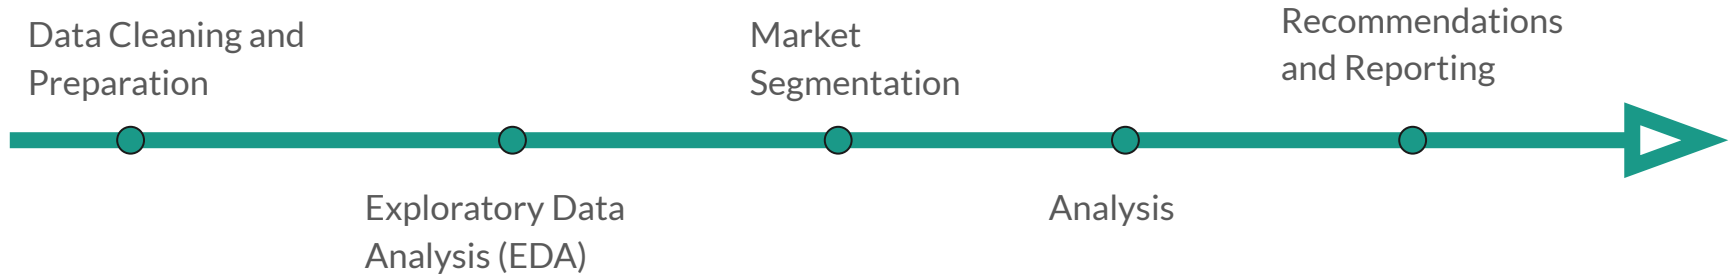 Data Cleaning and
Preparation
Exploratory Data
Analysis (EDA)
Market
Segmentation
Analysis
Recommendations
and Reporting